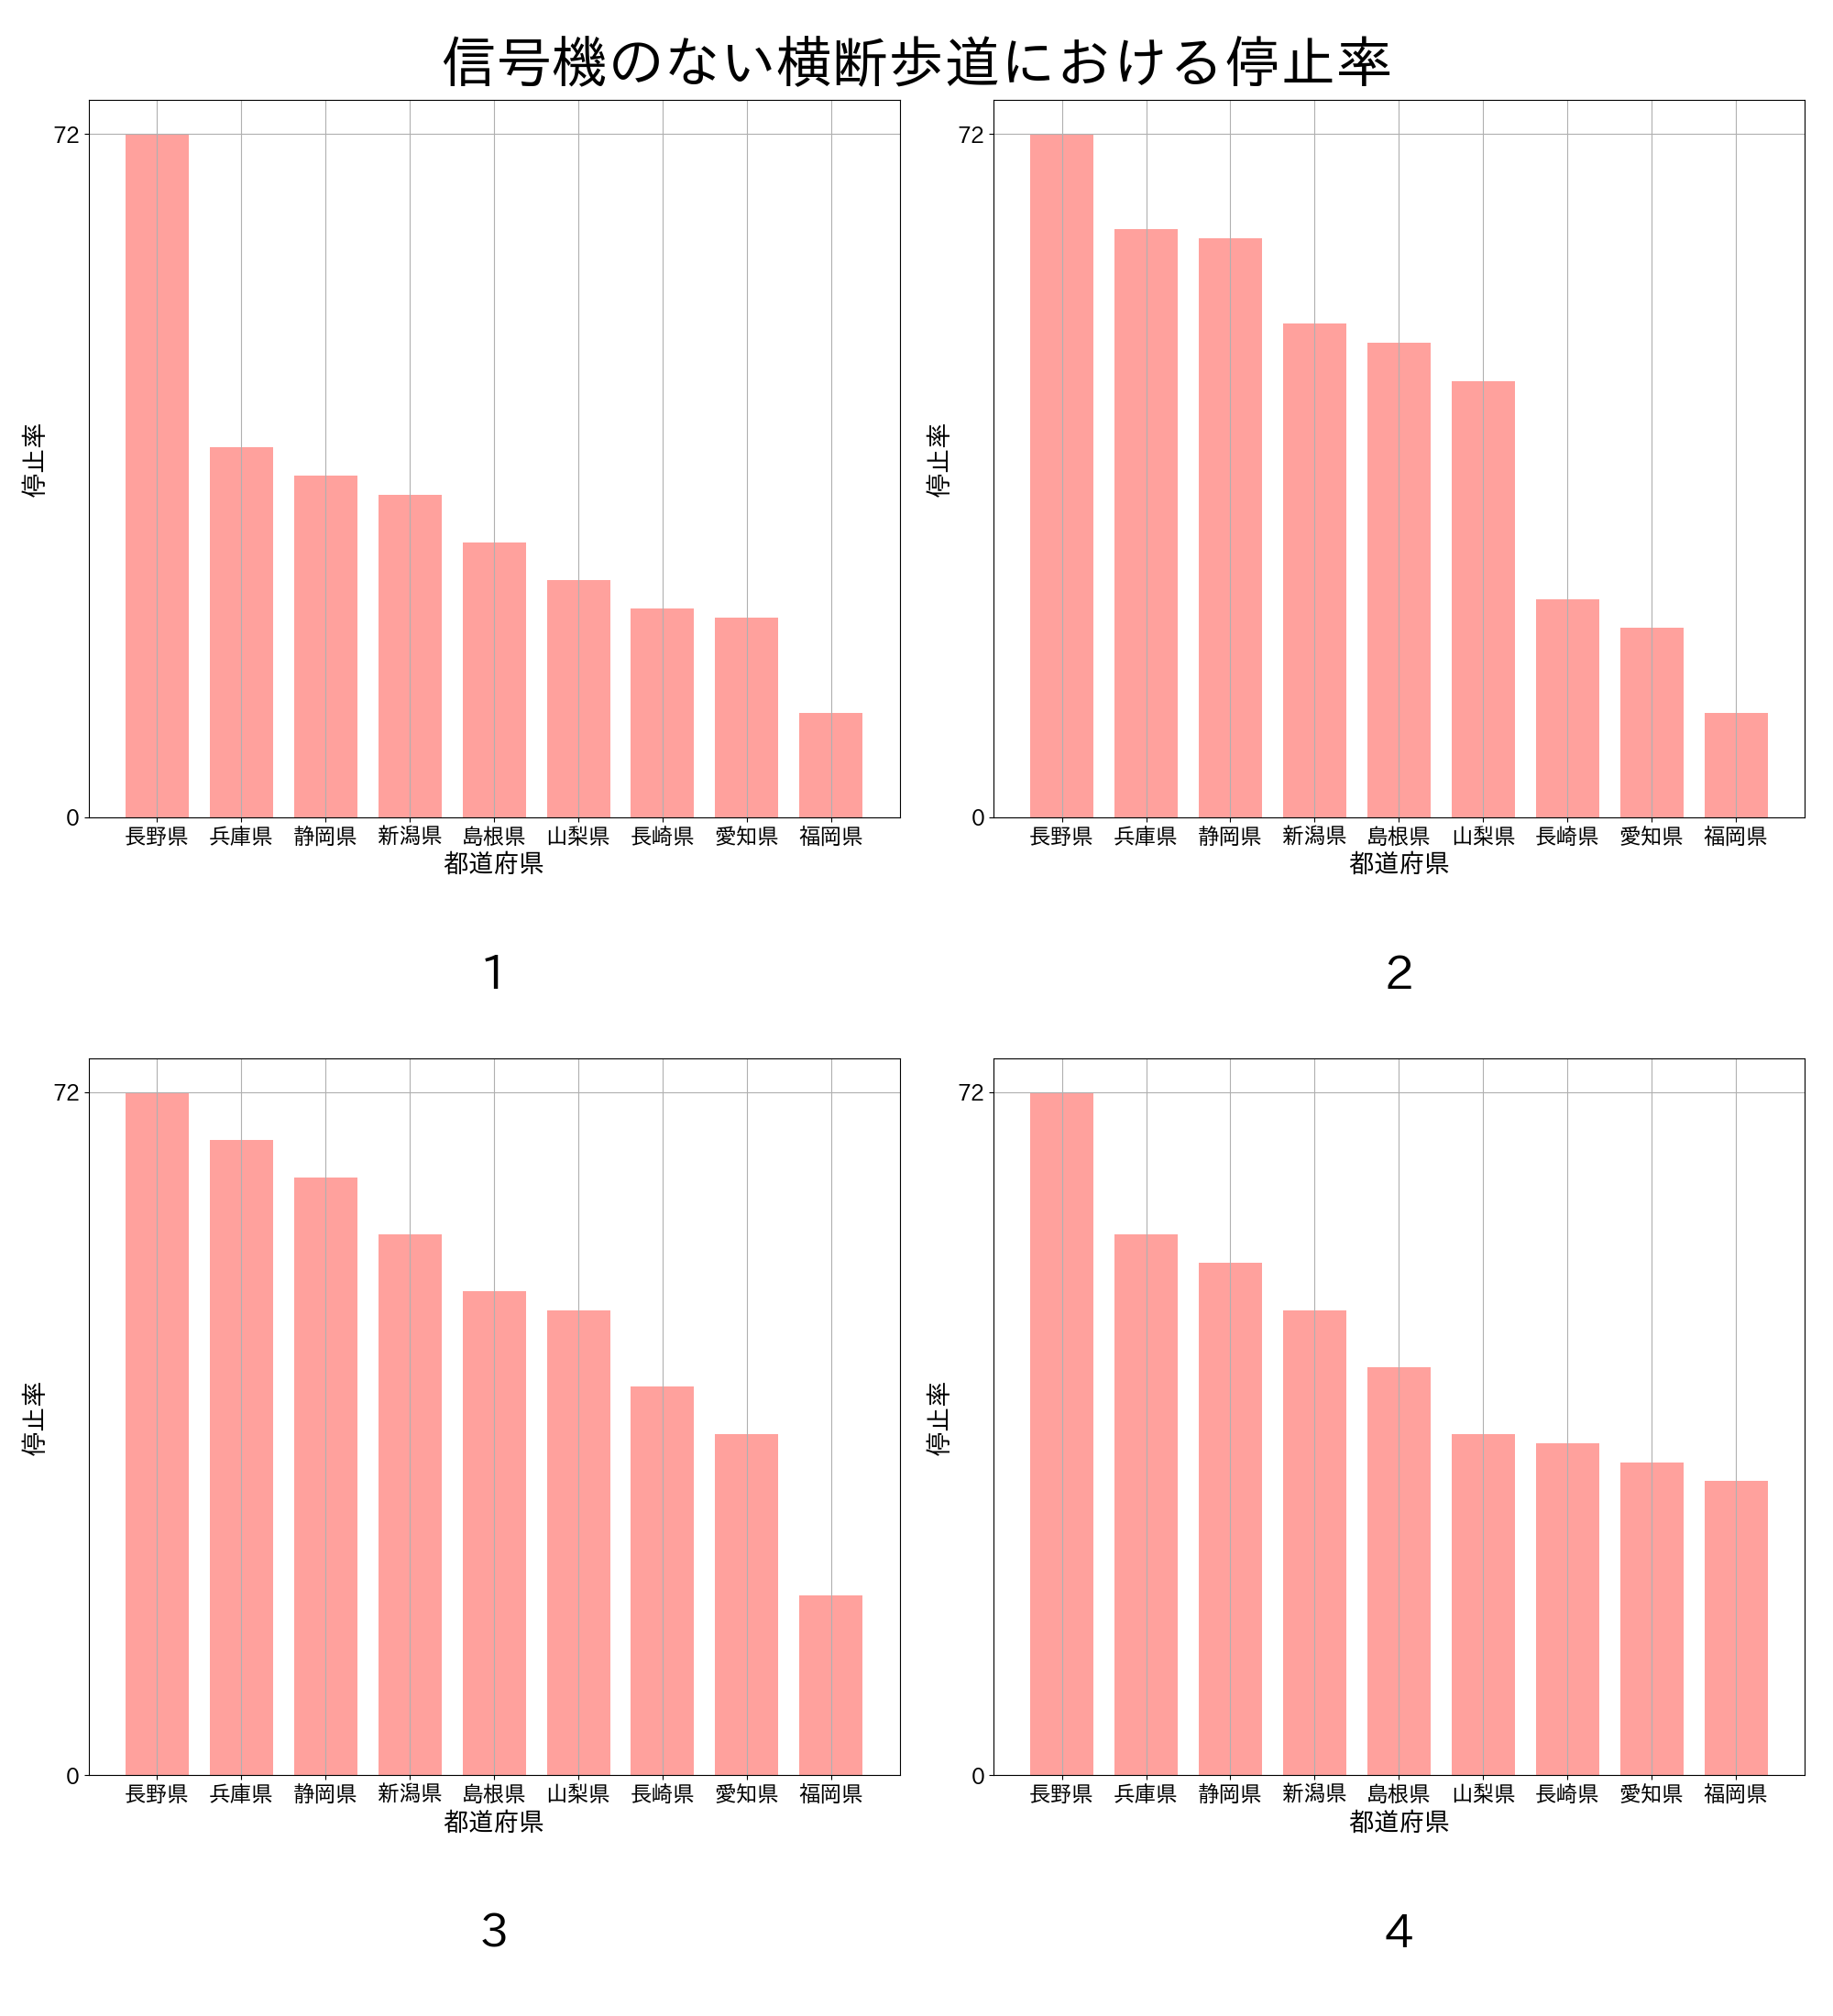 信号機のない横断歩道における停止率
72
停止率
0
長野県 兵庫県 静岡県 新潟県 島根県 山梨県 長崎県 愛知県 福岡県
都道府県
1
72
停止率
0
長野県 兵庫県 静岡県 新潟県 島根県 山梨県 長崎県 愛知県 福岡県
都道府県
2
72
停止率
0
長野県 兵庫県 静岡県 新潟県 島根県 山梨県 長崎県 愛知県 福岡県
都道府県
3
72
停止率
0
長野県 兵庫県 静岡県 新潟県 島根県 山梨県 長崎県 愛知県 福岡県
都道府県
4